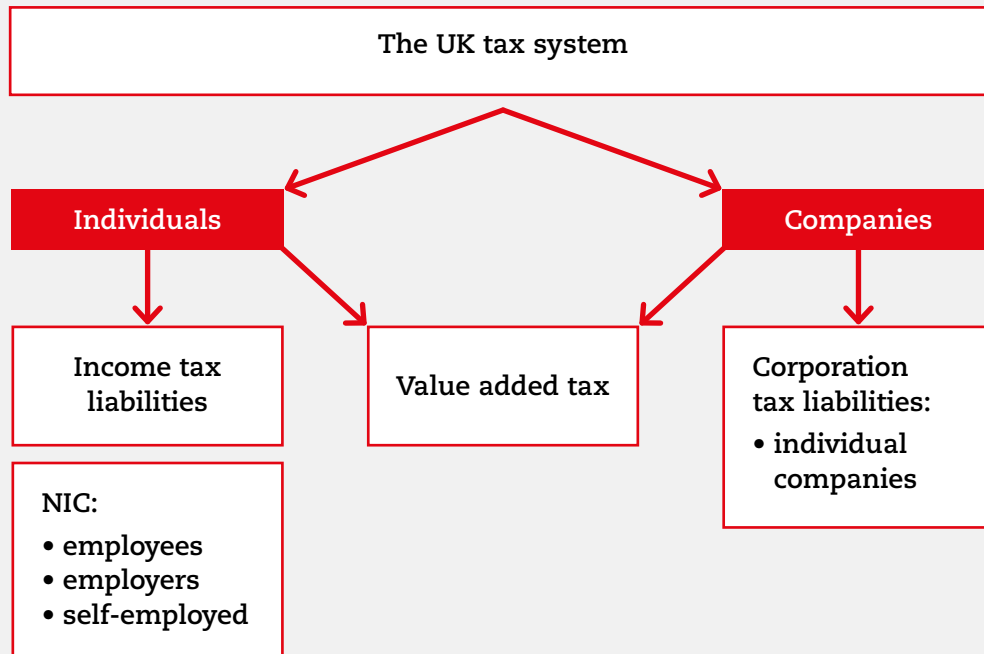 The UK tax system
Individuals
Companies
Income tax
liabilities
Value added tax
Corporation
tax liabilities:
• individual
companies
NIC:
• employees
• employers
• self-employed